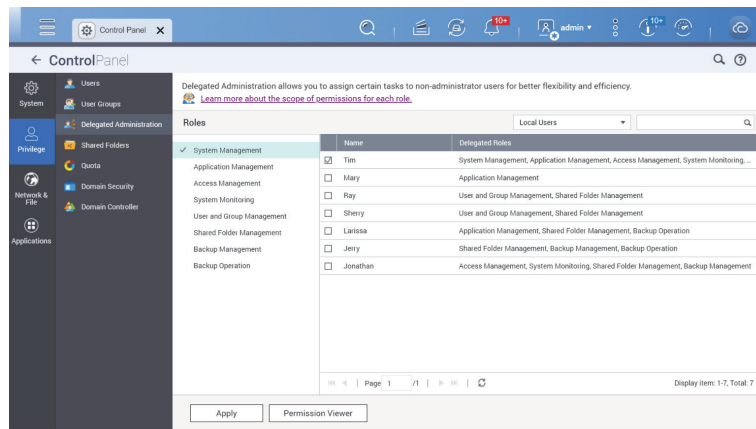 Control Panel
10+
admin
10+
ControlPanel
System
Privilege
Network &
File
Applications
Users
User Groups
Delegated Administration
Shared Folders
Quota
Domain Security
Domain Controller
Delegated Administration allows you to assign certain tasks to non-administrator users for better flexibility and efficiency.
Learn more about the scope of permissions for each role.
Roles
Local Users
System Management
Application Management
Access Management
System Monitoring
User and Group Management
Shared Folder Management
Backup Management
Backup Operation
Name Delegated Roles
Tim System Management, Application Management, Access Management, System Monitoring, ...
Mary Application Management
Ray User and Group Management, Shared Folder Management
Sherry User and Group Management, Shared Folder Management
Larissa Application Management, Shared Folder Management, Backup Operation
Jerry Shared Folder Management, Backup Management, Backup Operation
Jonathan Access Management, System Monitoring, Shared Folder Management, Backup Management
Page 1 /1
Display item: 1-7, Total: 7
Apply
Permission Viewer